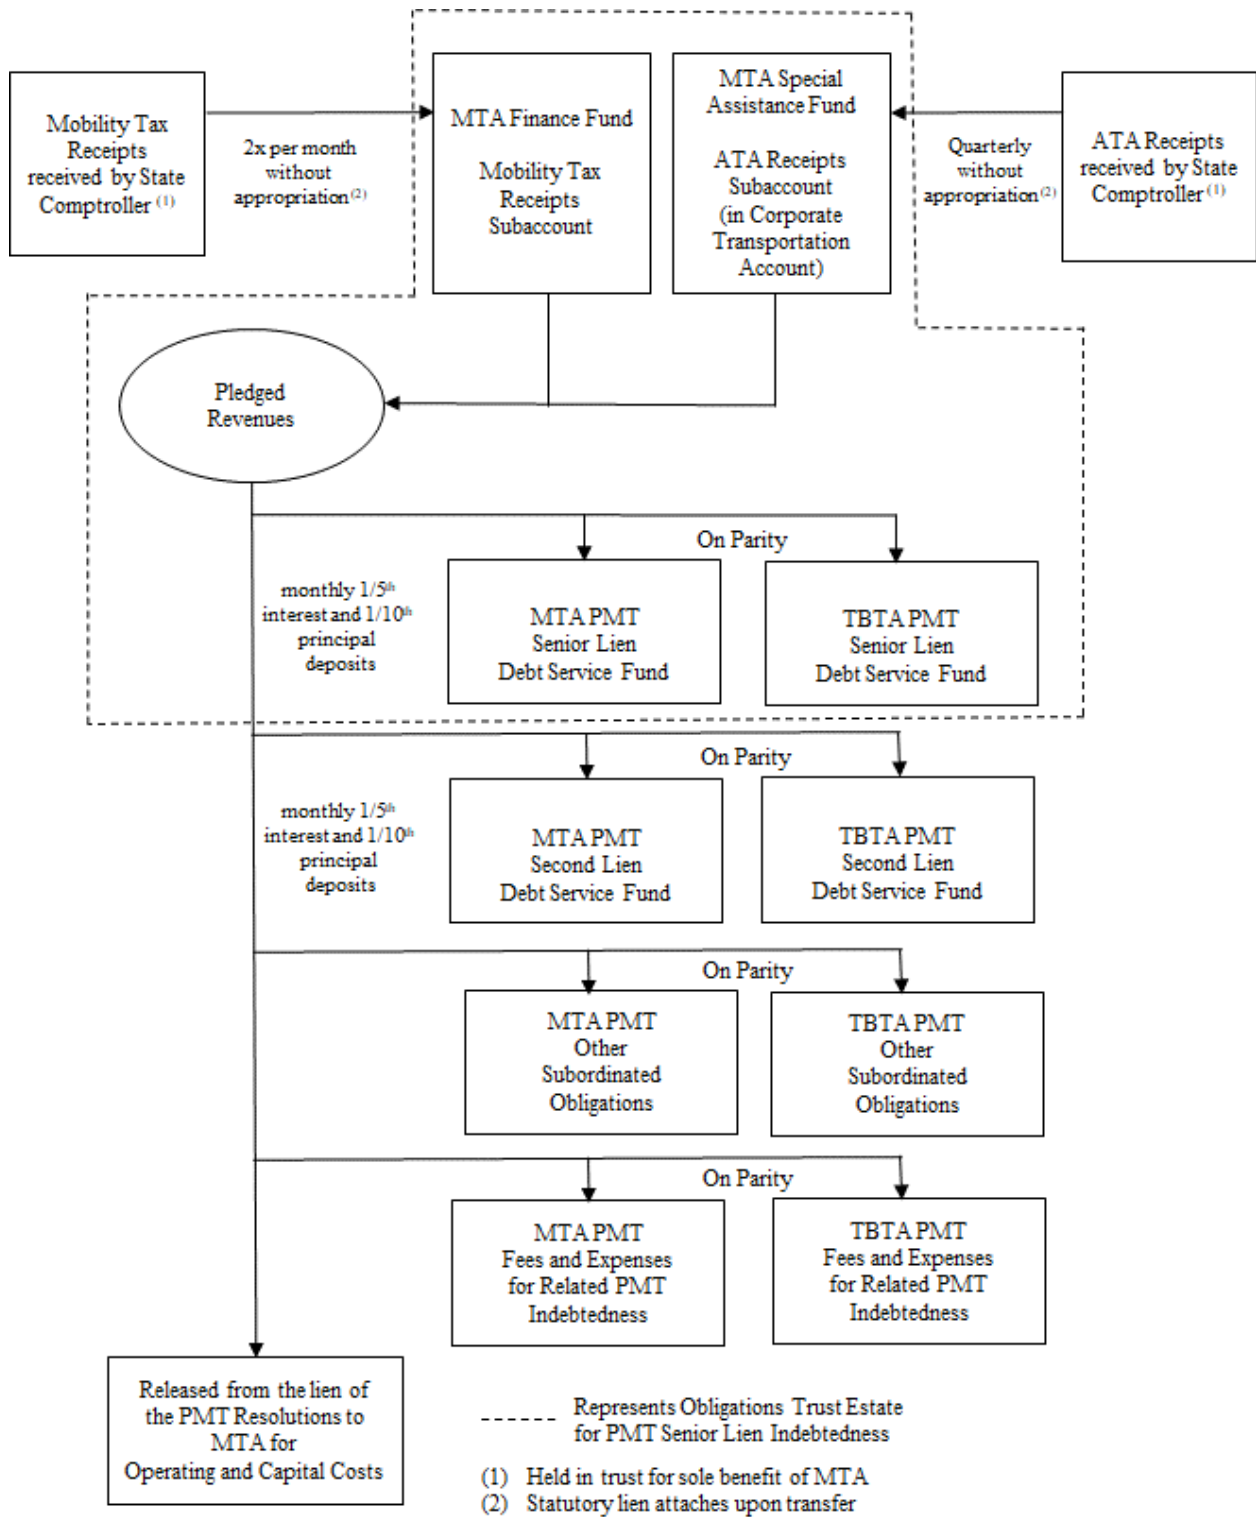 Mobility Tax
Receipts
received by State
Comptroller (1)
2x per month
without
appropriation(2)
MTA Finance Fund
Mobility Tax
Receipts
Subaccount
MTA Special
Assistance Fund
ATA Receipts
Subaccount
(in Corporate
Transportation
Account)
Quarterly
without
appropriation(2)
ATA Receipts
received by State
Comptroller(1)
Pledged
Revenues
On Parity
monthly 1/5th
interest and 1/10th
principal
deposits
MTA PMT
Senior Lien
Debt Service Fund
TBTA PMT
Senior Lien
Debt Service Fund
On Parity
monthly 1/5th
interest and 1/10th
principal
deposits
MTA PMT
Second Lien
Debt Service Fund
TBTA PMT
Second Lien
Debt Service Fund
On Parity
MTA PMT
Other
Subordinated
Obligations
TBTA PMT
Other
Subordinated
Obligations
On Parity
MTA PMT
Fees and Expenses
for Related PMT
Indebtedness
TBTA PMT
Fees and Expenses
for Related PMT
Indebtedness
Released from the lien of
the PMT Resolutions to
MTA for
Operating and Capital Costs
Represents Obligations Trust Estate
for PMT Senior Lien Indebtedness
(1) Held in trust for sole benefit of MTA
(2) Statutory lien attaches upon transfer